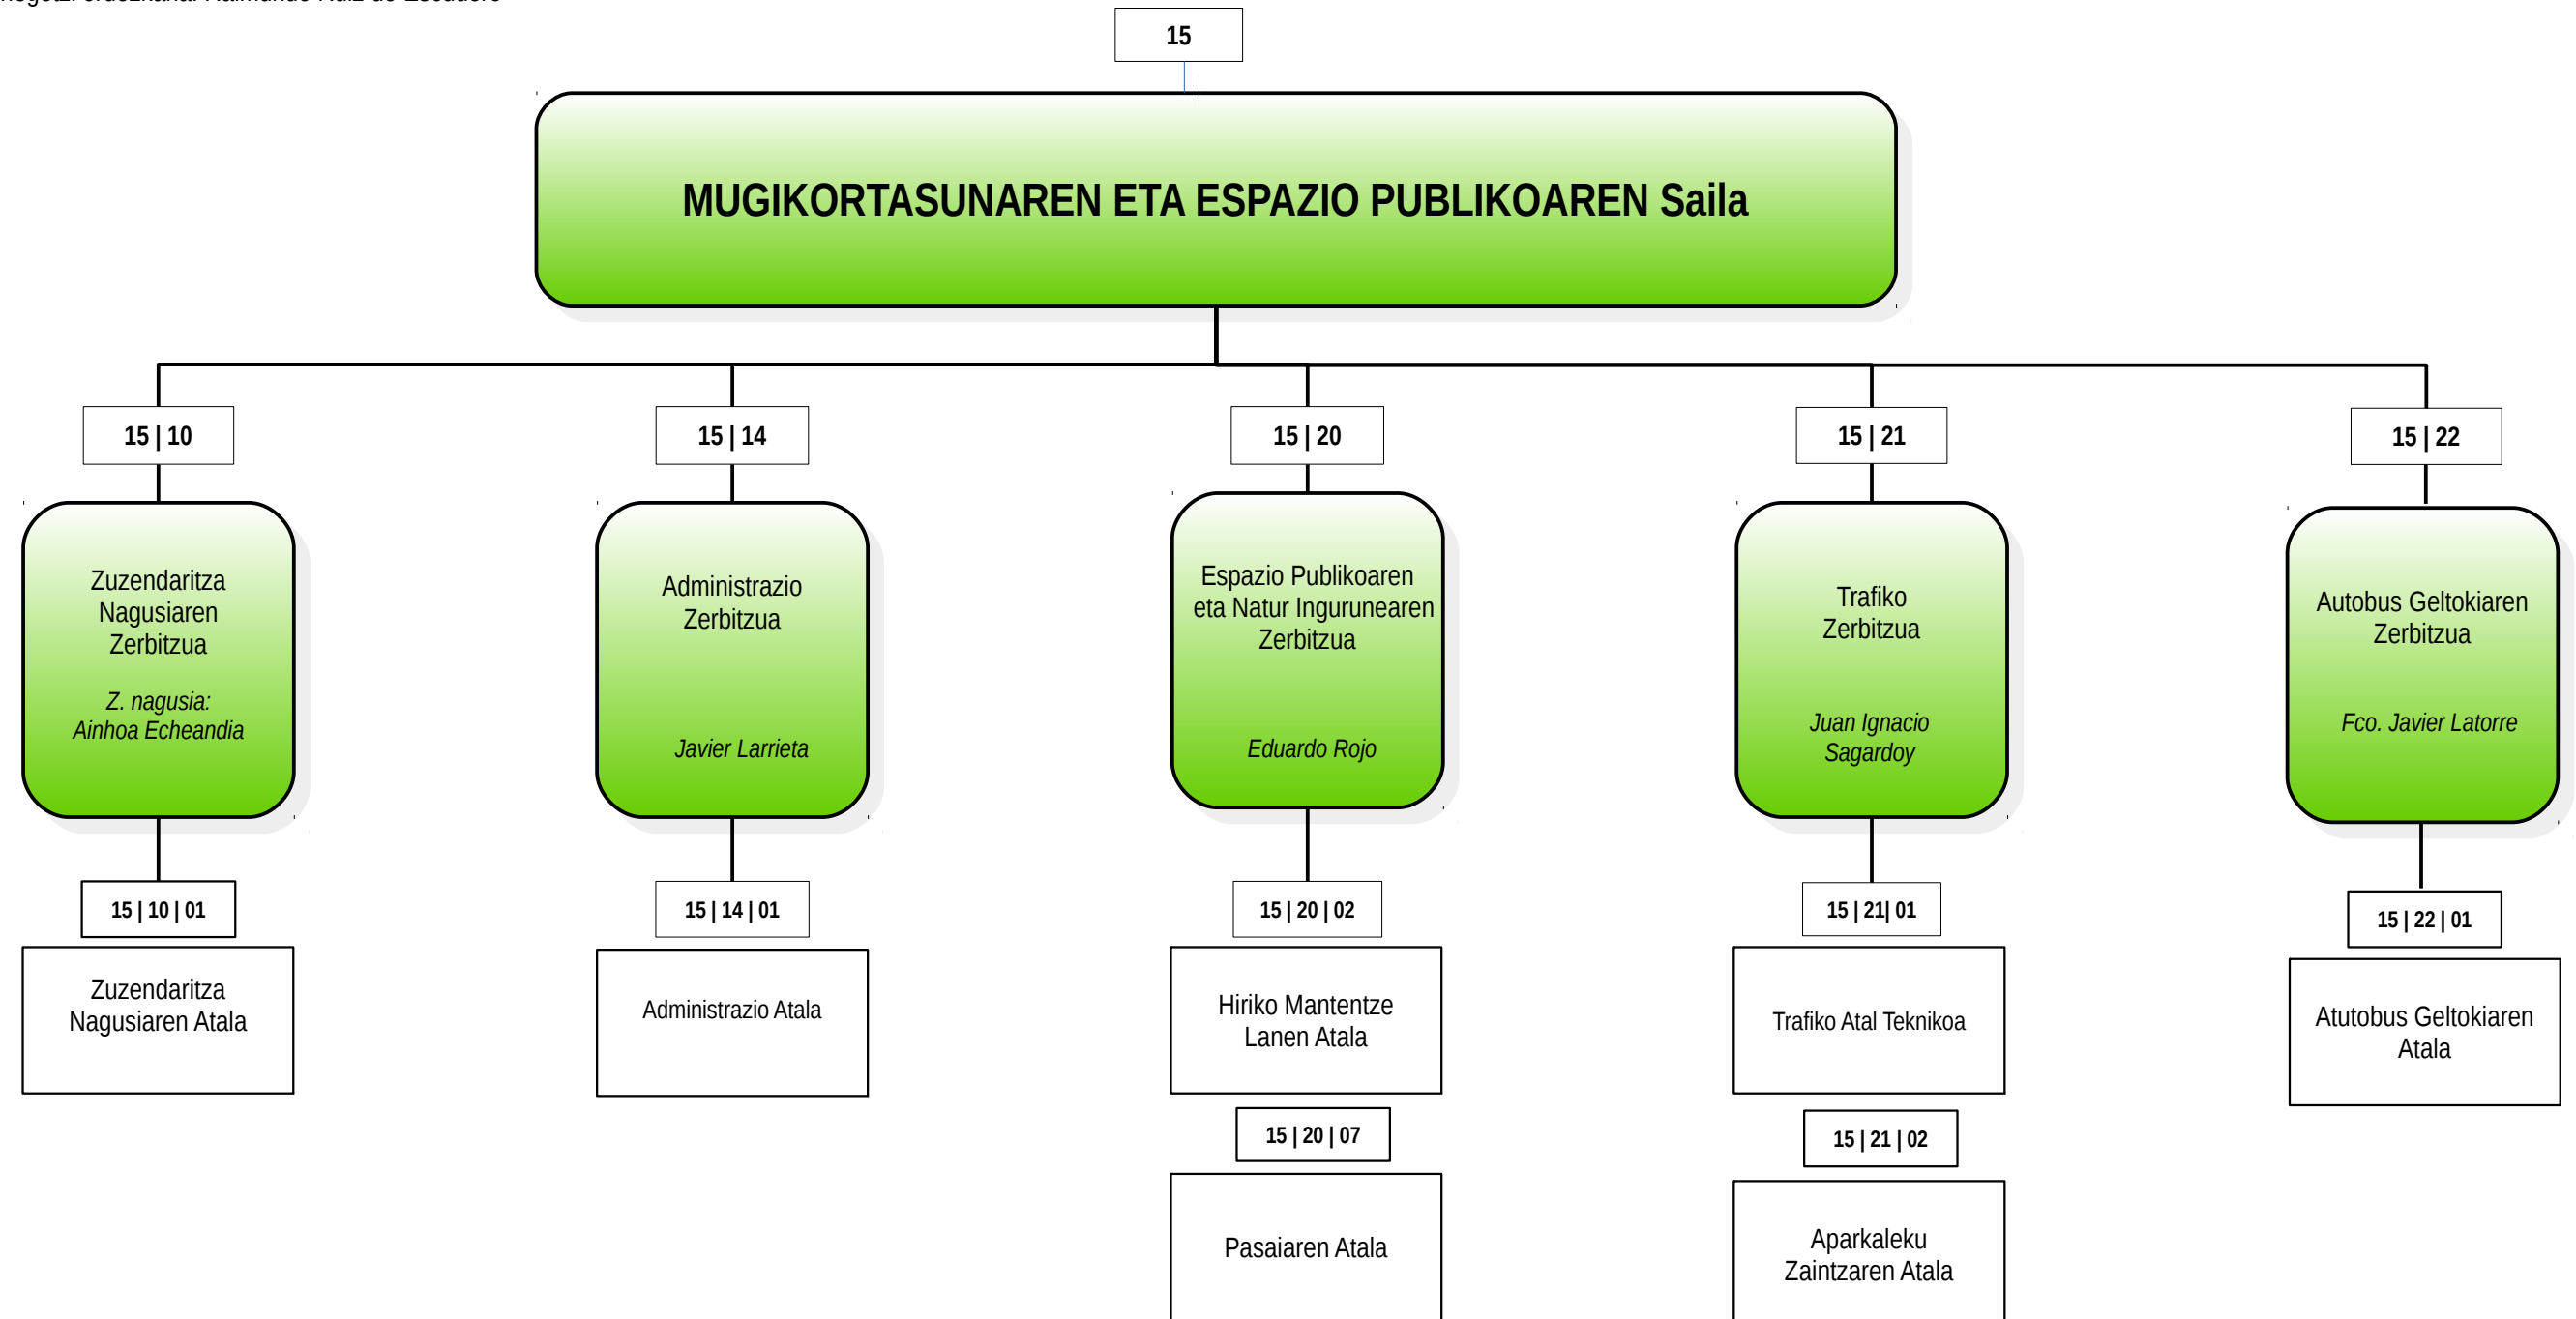 15
MUGIKORTASUNAREN ETA ESPAZIO PUBLIKOAREN Saila
15 | 10
15 | 14
15 | 20
15 | 21
15 | 22
Zuzendaritza
Nagusiaren
Zerbitzua
Z. nagusia:
Ainhoa Echeandia
Administrazio
Zerbitzua
Javier Larrieta
Espazio Publikoaren
eta Natur Ingurunearen
Zerbitzua
Eduardo Rojo
Trafiko
Zerbitzua
Juan Ignacio
Sagardoy
Autobus Geltokiaren
Zerbitzua
Fco. Javier Latorre
15 | 10 | 01
Zuzendaritza
Nagusiaren Atala
15 | 14 | 01
Administrazio Atala
15 | 20 | 02
Hiriko Mantentze
Lanen Atala
15 | 20 | 07
Pasaiaren Atala
15 | 21| 01
Trafiko Atal Teknikoa
15 | 21 | 02
Aparkaleku
Zaintzaren Atala
15 | 22 | 01
Atutobus Geltokiaren
Atala